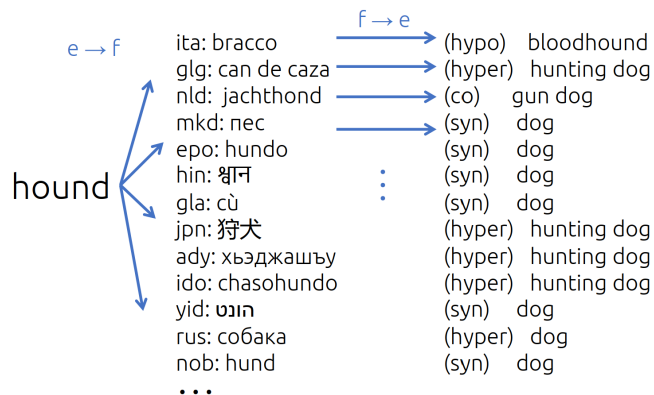 f → e
e → f
ita: bracco (hypo) bloodhound
glg: can de caza (hyper) hunting dog
nld: jachthond (co) gun dog
mkd: пес (syn) dog
epo: hundo (syn) dog
hin: श्वान (syn) dog
hound
gla: cù (syn) dog
jpn: 狩犬 (hyper) hunting dog
ady: хьэджашъу (hyper) hunting dog
ido: chasohundo (hyper) hunting dog
yid: הונט (syn) dog
rus: собака (hyper) dog
nob: hund (syn) dog
...